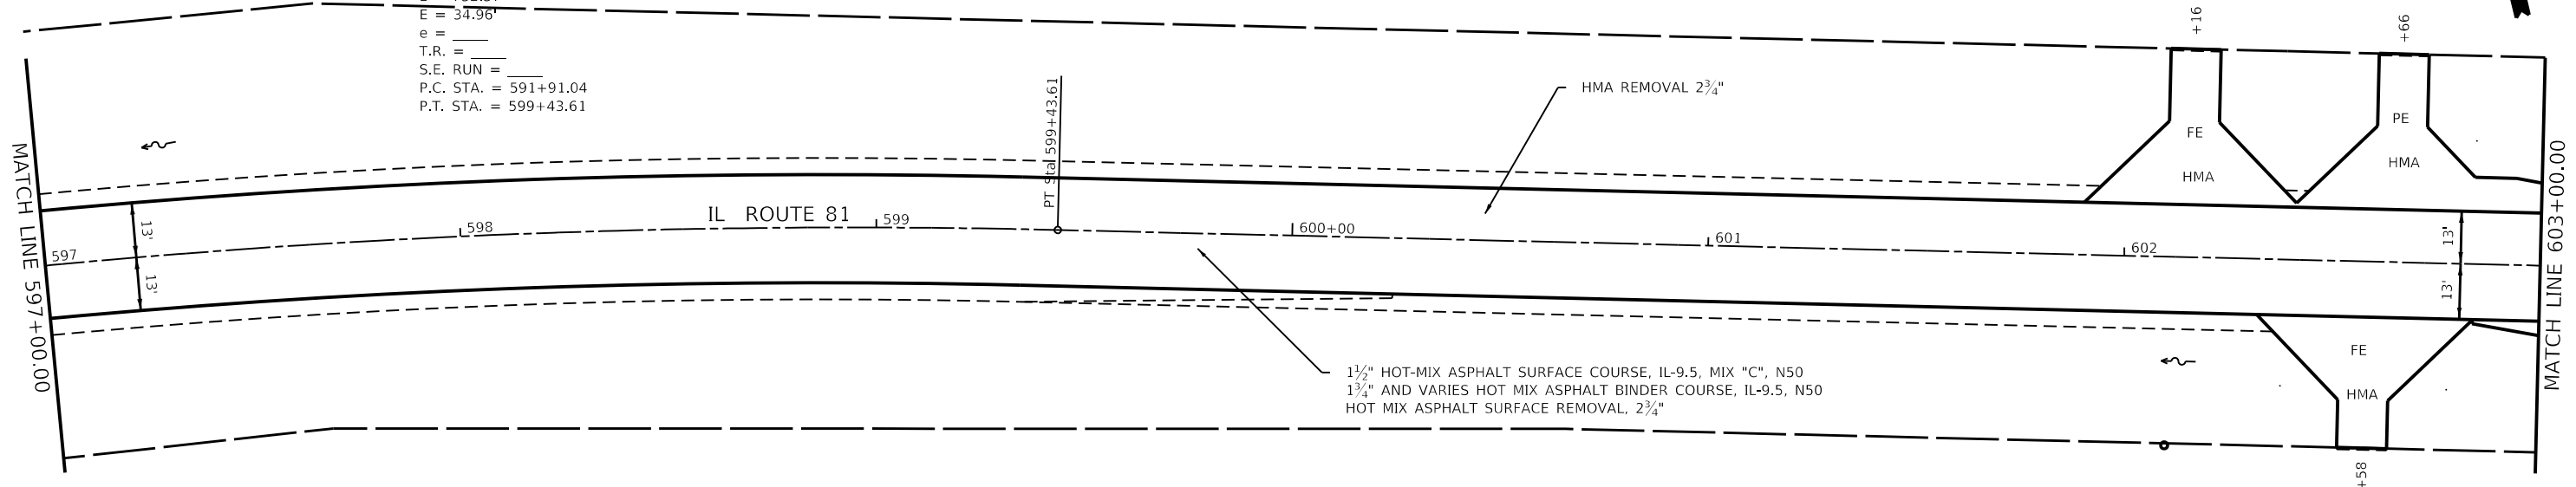 E = 34.96'
e = ____
T.R. = ____
S.E. RUN = ____
P.C. STA. = 591+91.04
P.T. STA. = 599+43.61
+16
+66
PT Sta 599+43.61
HMA REMOVAL 2¾"
FE
HMA
PE
HMA
MATCH LINE 597+00.00
13'
13'
597
598
IL ROUTE 81
599
600+00
601
602
13'
13'
MATCH LINE 603+00.00
1½" HOT-MIX ASPHALT SURFACE COURSE, IL-9.5, MIX "C", N50
1¾" AND VARIES HOT MIX ASPHALT BINDER COURSE, IL-9.5, N50
HOT MIX ASPHALT SURFACE REMOVAL, 2¾"
FE
HMA
+58